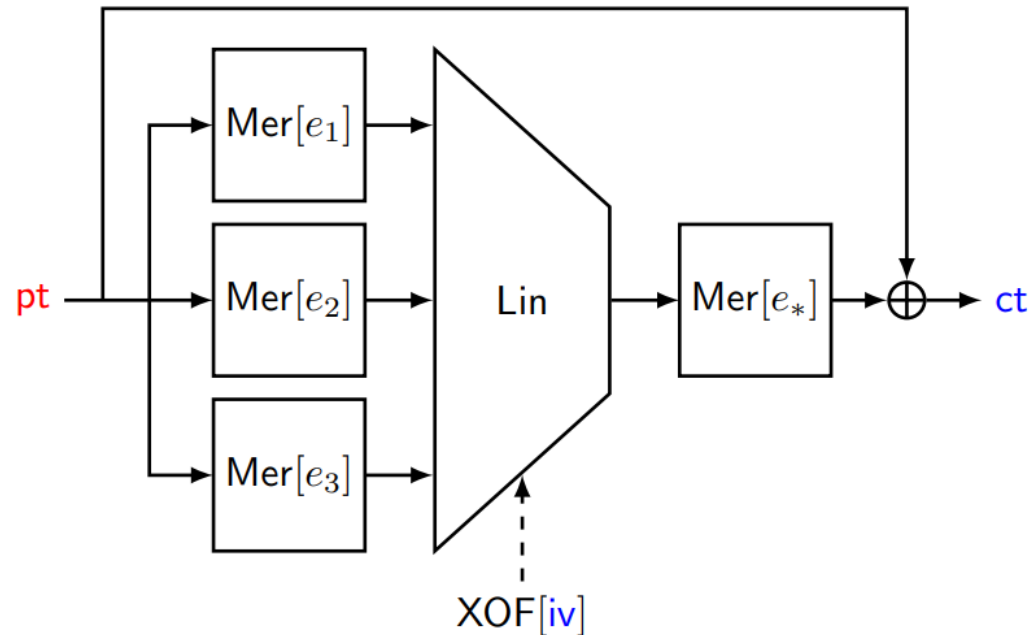 Mer[e₁]
pt
Mer[e₂]
Lin
Mer[e∗]
ct
Mer[e₃]
XOF[iv]